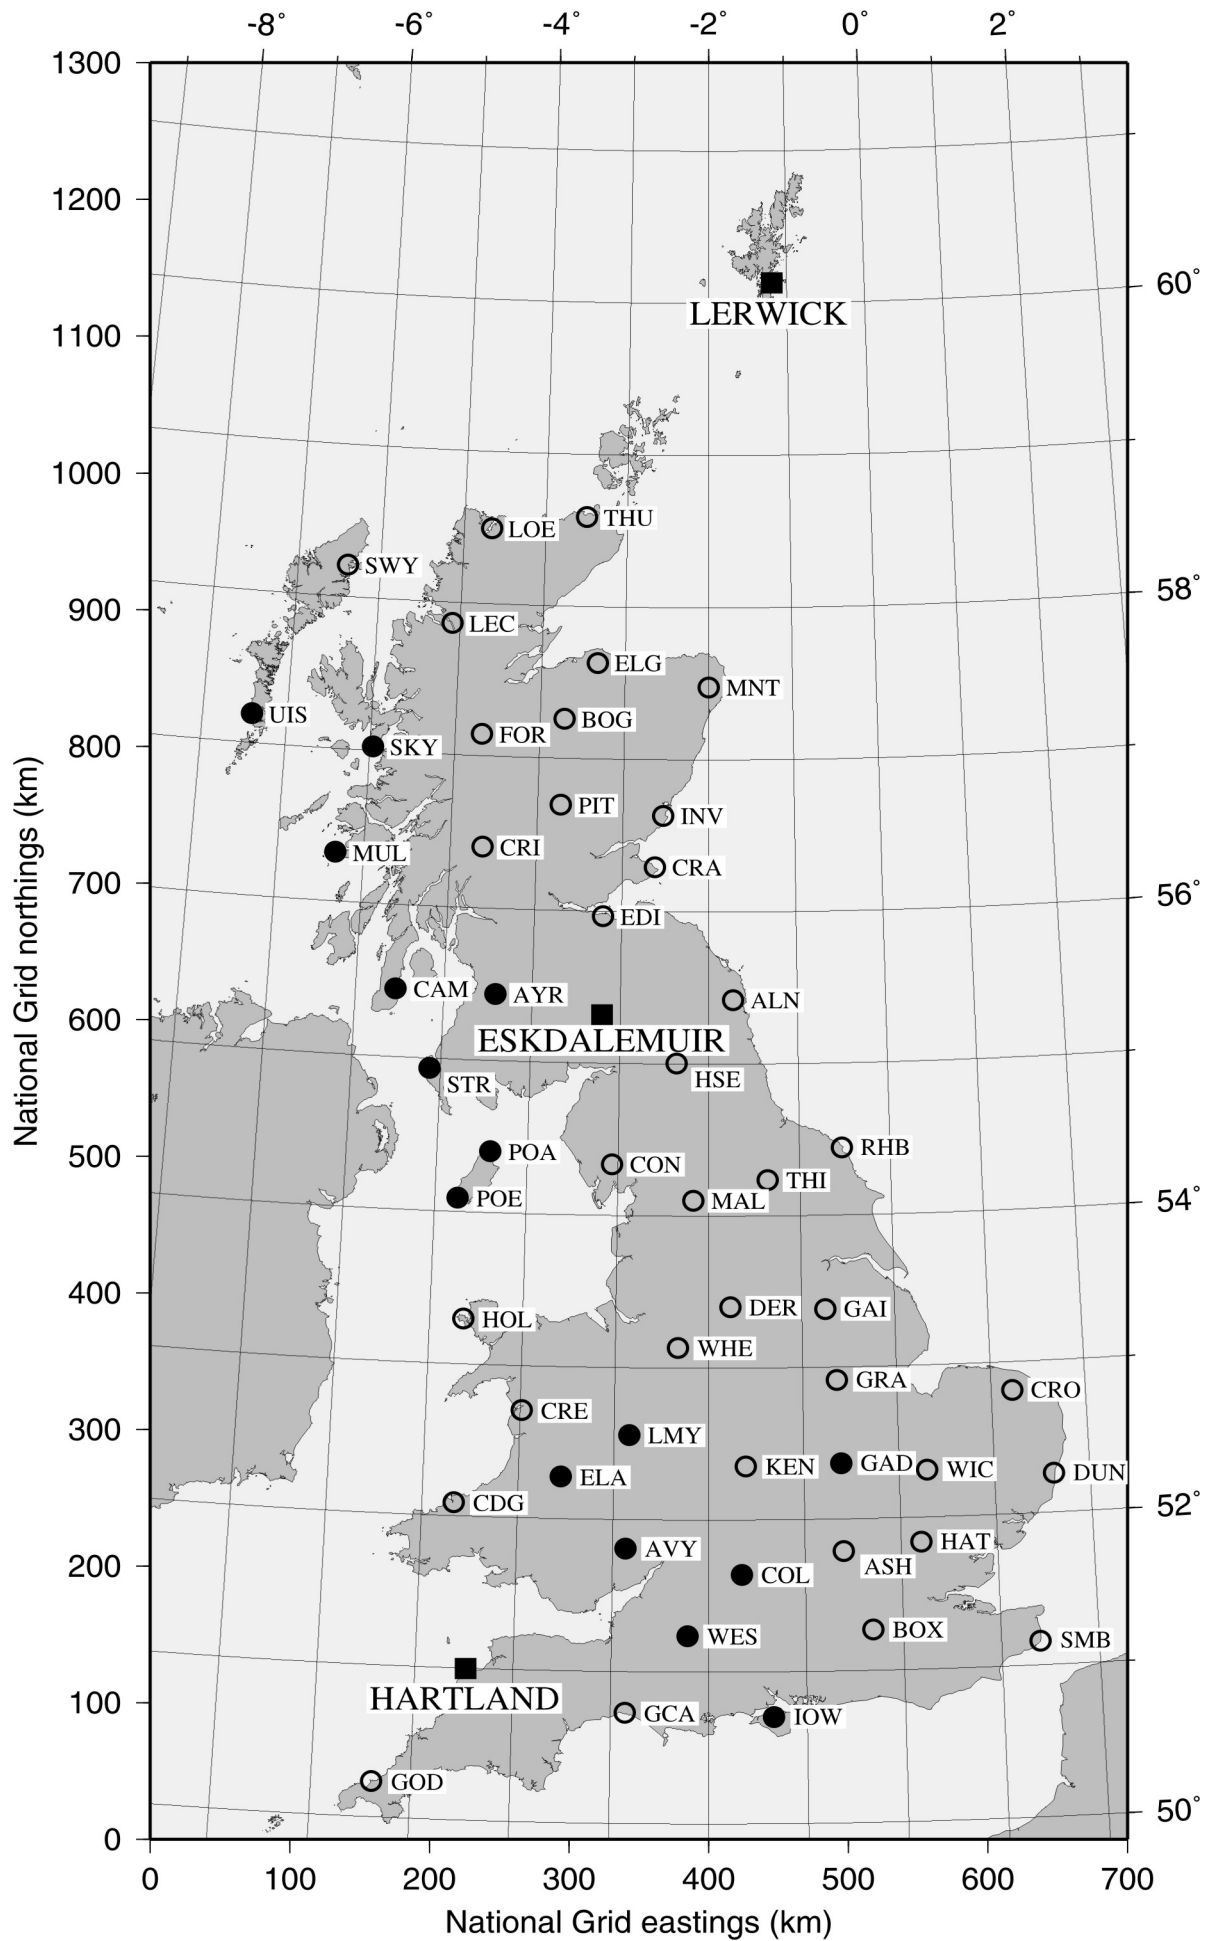 -8° -6° -4° -2° 0° 2°
1300
1200
60°
LERWICK
1100
1000
THU
LOE
SWY
58°
900
LEC
ELG
MNT
UIS
BOG
FOR
800
SKY
PIT
INV
CRI
MUL
CRA
700
56°
EDI
CAM
AYR
ALN
600
ESKDALEMUIR
HSE
STR
RHB
500
POA
CON
THI
POE
MAL
54°
400
DER
GAI
HOL
WHE
GRA
CRO
CRE
300
LMY
GAD
KEN
WIC
DUN
ELA
CDG
52°
HAT
200
AVY
ASH
COL
BOX
WES
SMB
HARTLAND
100
GCA
IOW
GOD
50°
0
National Grid northings (km)
0 100 200 300 400 500 600 700
National Grid eastings (km)